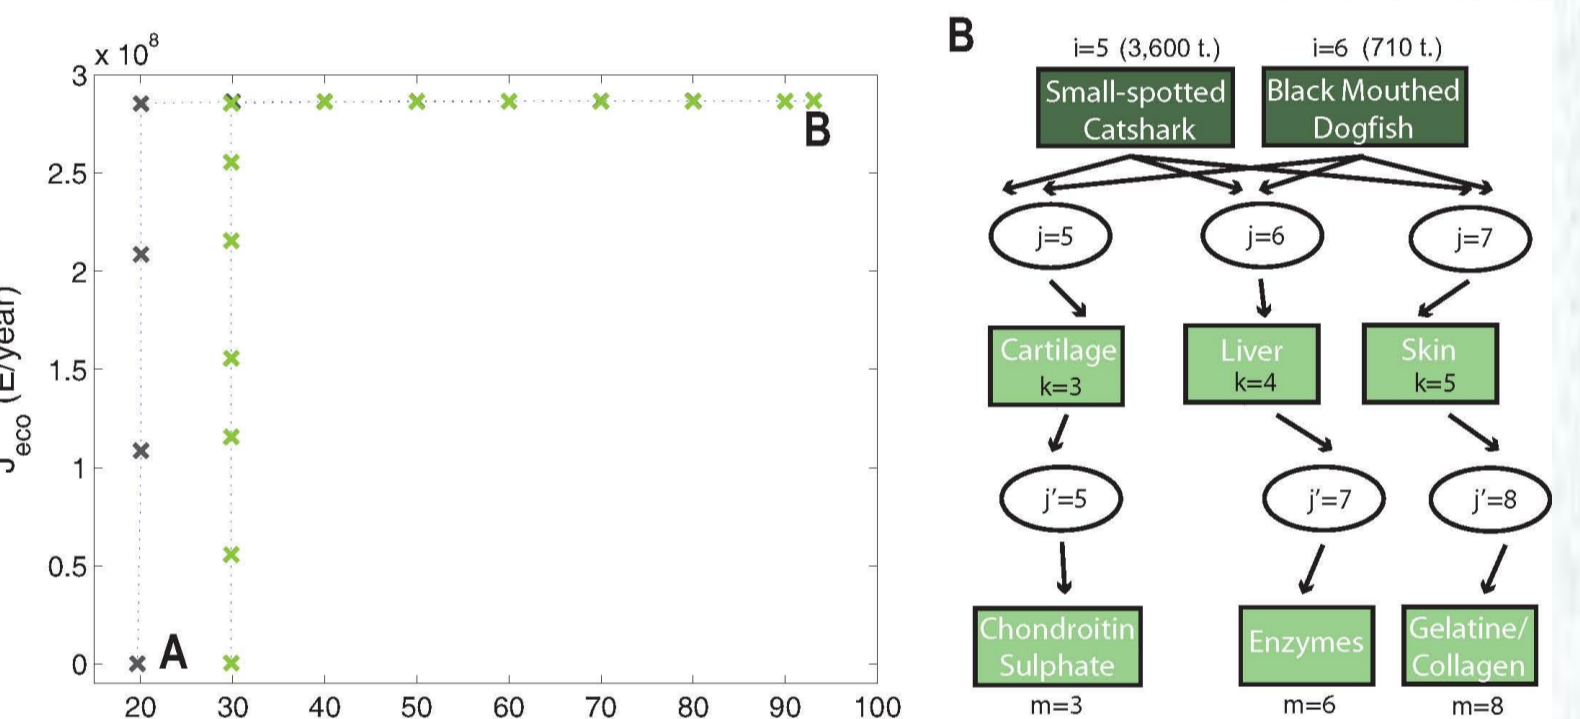 x 10^8
3
2.5
2
1.5
1
0.5
0
J_eco (E/year)
20 30 40 50 60 70 80 90 100
A
B
B
i=5 (3,600 t.) i=6 (710 t.)
Small-spotted
Catshark
Black Mouthed
Dogfish
j=5 j=6 j=7
Cartilage
k=3
Liver
k=4
Skin
k=5
j'=5 j'=7 j'=8
Chondroitin
Sulphate
Enzymes
Gelatine/
Collagen
m=3 m=6 m=8